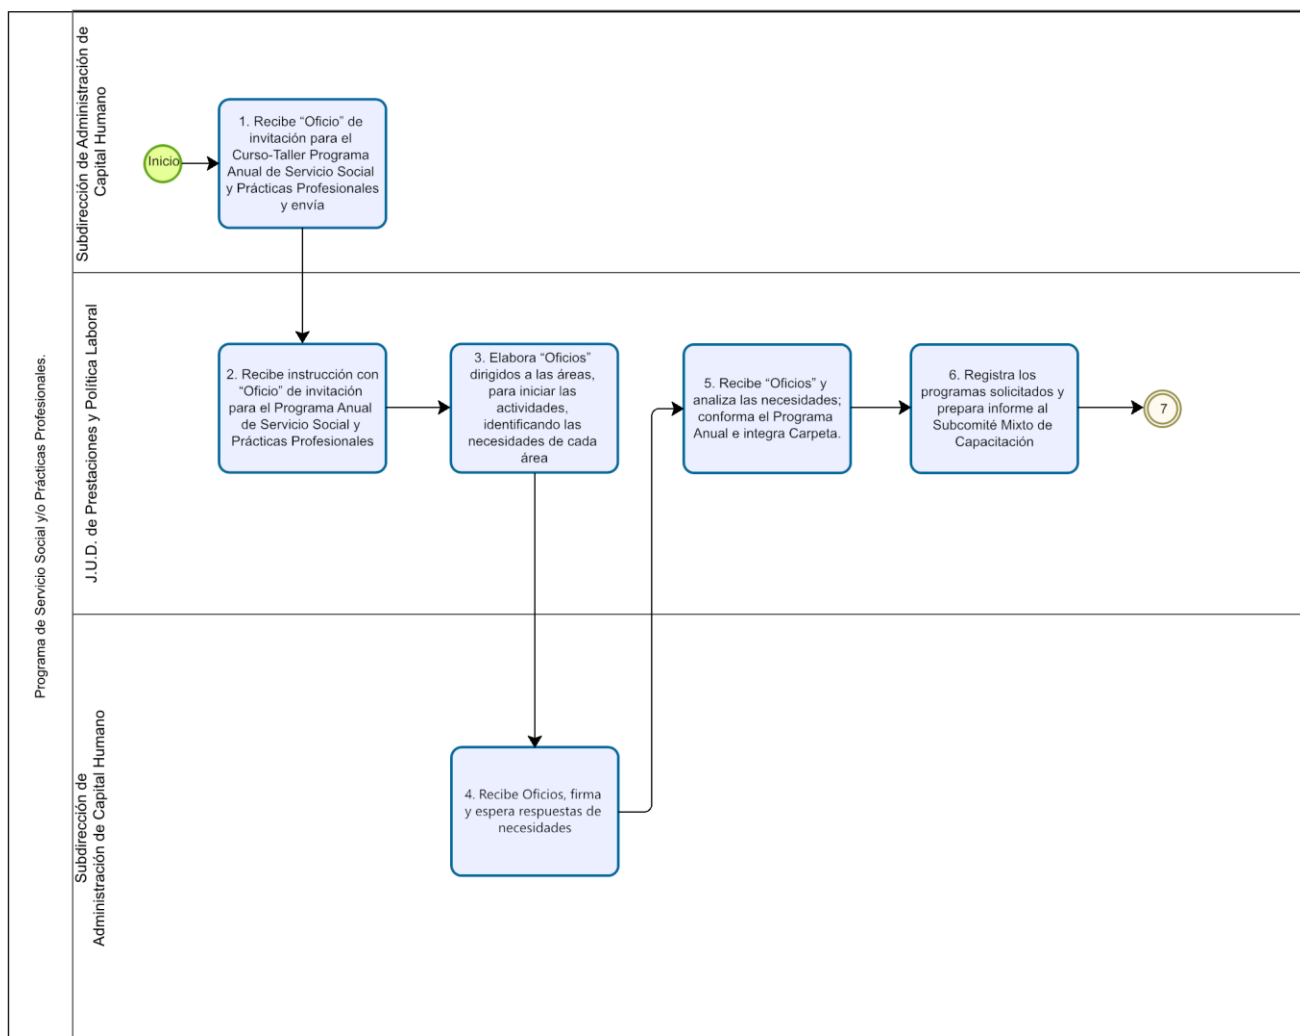 Programa de Servicio Social y/o Prácticas Profesionales.
Subdirección de Administración de
Capital Humano
Inicio
1. Recibe “Oficio” de
invitación para el
Curso-Taller Programa
Anual de Servicio Social
y Prácticas Profesionales
y envía
J.U.D. de Prestaciones y Política Laboral
2. Recibe instrucción con
“Oficio” de invitación
para el Programa Anual
de Servicio Social y
Prácticas Profesionales
3. Elabora “Oficios”
dirigidos a las áreas,
para iniciar las
actividades,
identificando las
necesidades de cada
área
5. Recibe “Oficios” y
analiza las necesidades;
conforma el Programa
Anual e integra Carpeta.
6. Registra los
programas solicitados y
prepara informe al
Subcomité Mixto de
Capacitación
7
Subdirección de
Administración de Capital Humano
4. Recibe Oficios, firma
y espera respuestas de
necesidades